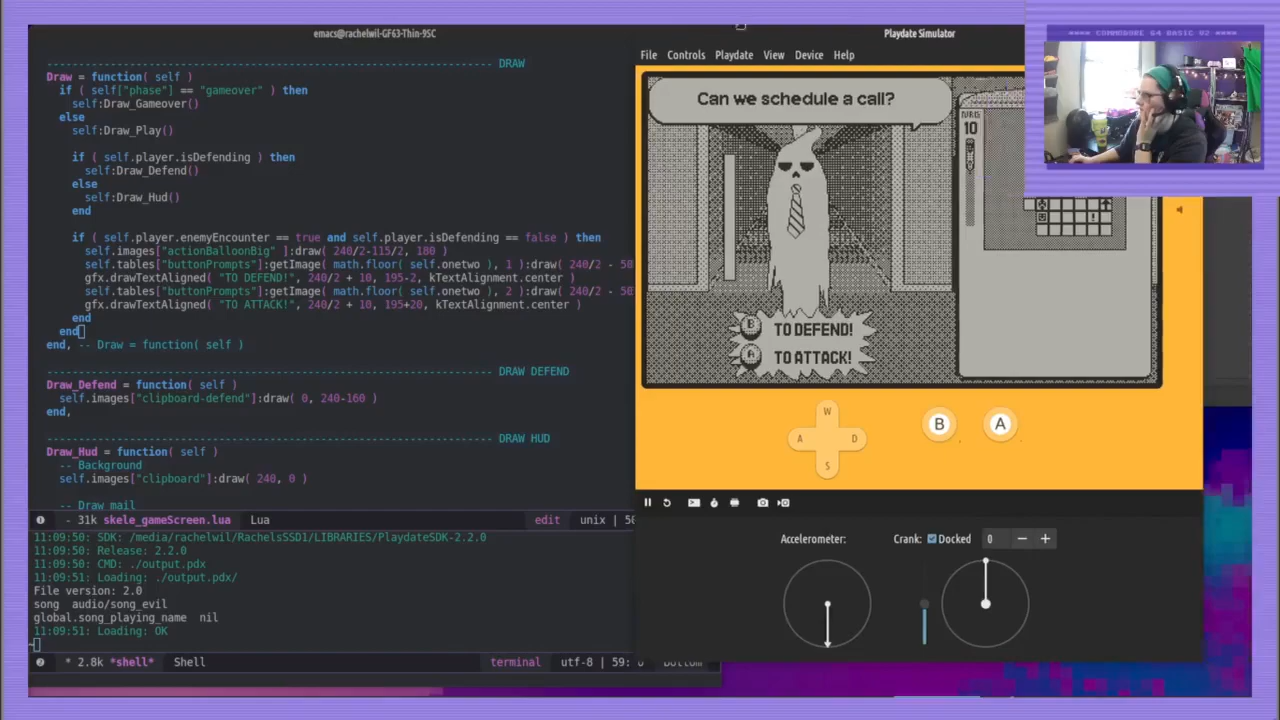 emacs@rachelwil-GF63-Thin-9SC
DRAW
Draw = function( self )
if ( self["phase"] == "gameover" ) then
self:Draw_Gameover()
else
self:Draw_Play()
if ( self.player.isDefending ) then
self:Draw_Defend()
else
self:Draw_Hud()
end
if ( self.player.enemyEncounter == true and self.player.isDefending == false ) then
self.images["actionBalloonBig" ]:draw( 240/2-115/2, 180 )
self.tables["buttonPrompts"]:getImage( math.floor( self.onetwo ), 1 ):draw( 240/2 - 50
gfx.drawTextAligned( "TO DEFEND!", 240/2 + 10, 195-2, kTextAlignment.center )
self.tables["buttonPrompts"]:getImage( math.floor( self.onetwo ), 2 ):draw( 240/2 - 50
gfx.drawTextAligned( "TO ATTACK!", 240/2 + 10, 195+20, kTextAlignment.center )
end
end
end, -- Draw = function( self )
DRAW DEFEND
Draw_Defend = function( self )
self.images["clipboard-defend"]:draw( 0, 240-160 )
end,
DRAW HUD
Draw_Hud = function( self )
-- Background
self.images["clipboard"]:draw( 240, 0 )
-- Draw mail
- 31k skele_gameScreen.lua Lua edit unix | 50
11:09:50: SDK: /media/rachelwil/RachelsSSD1/LIBRARIES/PlaydateSDK-2.2.0
11:09:50: Release: 2.2.0
11:09:50: CMD: ./output.pdx
11:09:51: Loading: ./output.pdx/
File version: 2.0
song audio/song_evil
global.song_playing_name nil
11:09:51: Loading: OK
* 2.8k *shell* Shell terminal utf-8 | 59:
Playdate Simulator
File Controls Playdate View Device Help
Can we schedule a call?
10
B TO DEFEND!
A TO ATTACK!
W
A D
S
B A
Accelerometer:
Crank: Docked 0
**** COMMODORE 64 BASIC V2 ****